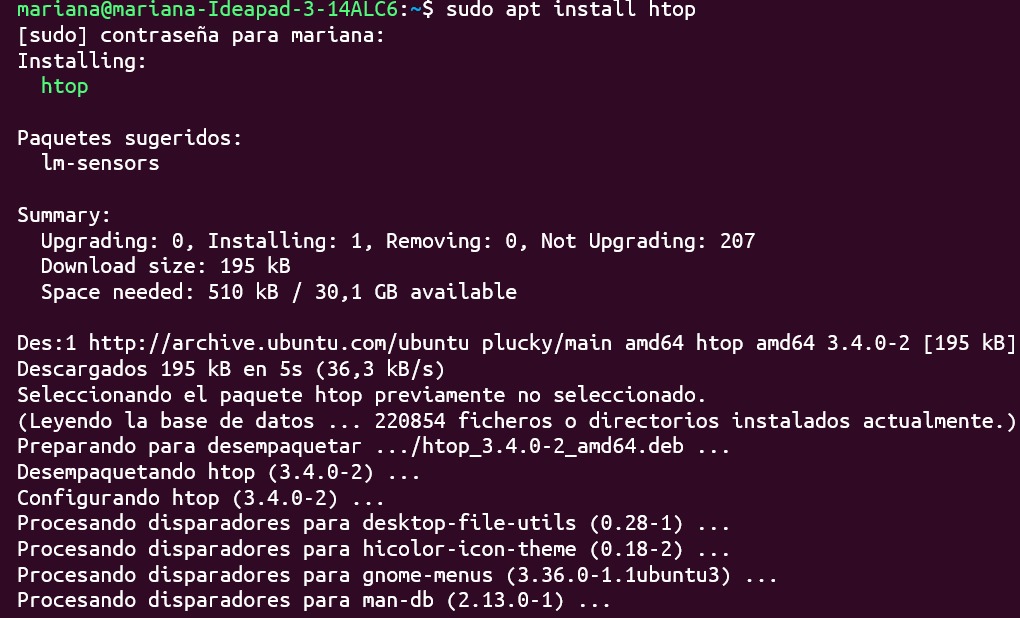 mariana@mariana-Ideapad-3-14ALC6:~$ sudo apt install htop
[sudo] contraseña para mariana:
Installing:
  htop

Paquetes sugeridos:
  lm-sensors

Summary:
  Upgrading: 0, Installing: 1, Removing: 0, Not Upgrading: 207
  Download size: 195 kB
  Space needed: 510 kB / 30,1 GB available

Des:1 http://archive.ubuntu.com/ubuntu plucky/main amd64 htop amd64 3.4.0-2 [195 kB]
Descargados 195 kB en 5s (36,3 kB/s)
Seleccionando el paquete htop previamente no seleccionado.
(Leyendo la base de datos ... 220854 ficheros o directorios instalados actualmente.)
Preparando para desempaquetar .../htop_3.4.0-2_amd64.deb ...
Desempaquetando htop (3.4.0-2) ...
Configurando htop (3.4.0-2) ...
Procesando disparadores para desktop-file-utils (0.28-1) ...
Procesando disparadores para hicolor-icon-theme (0.18-2) ...
Procesando disparadores para gnome-menus (3.36.0-1.1ubuntu3) ...
Procesando disparadores para man-db (2.13.0-1) ...